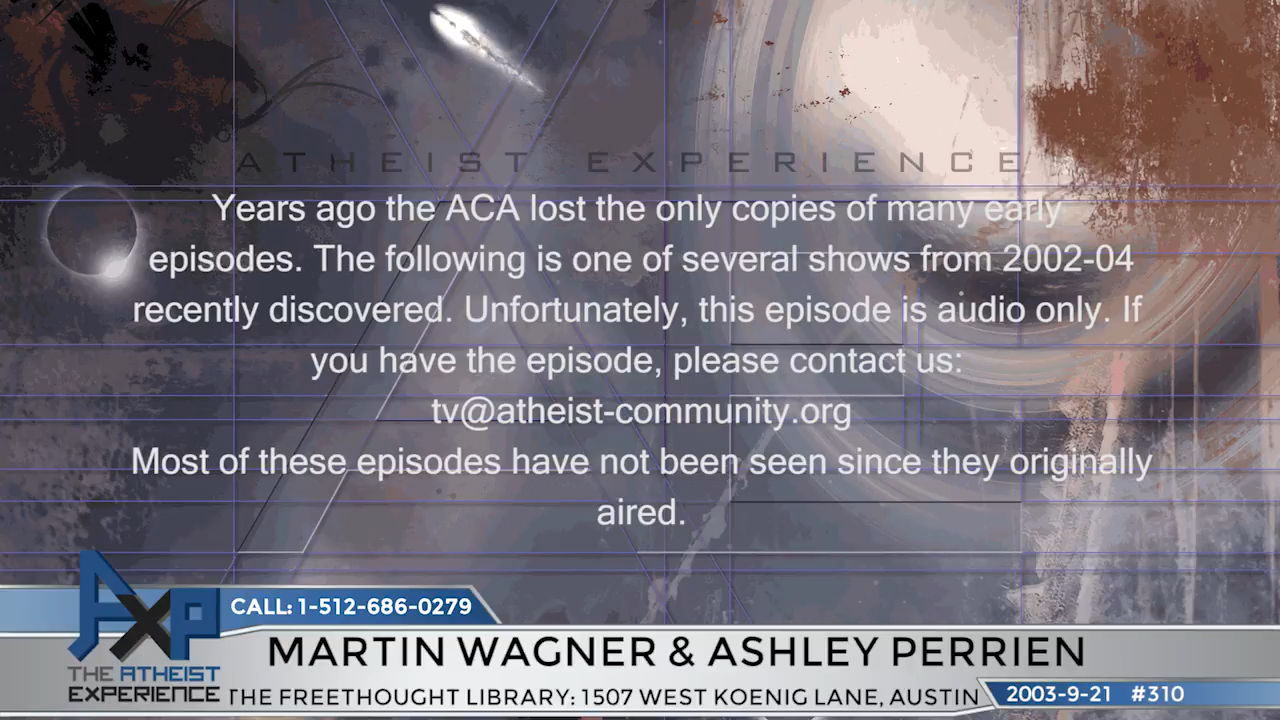 ATHEIST EXPERIENCE
Years ago the ACA lost the only copies of many early
episodes. The following is one of several shows from 2002-04
recently discovered. Unfortunately, this episode is audio only. If
you have the episode, please contact us:
tv@atheist-community.org
Most of these episodes have not been seen since they originally
aired.
CALL: 1-512-686-0279
AXP
MARTIN WAGNER & ASHLEY PERRIEN
THE ATHEIST
EXPERIENCE
THE FREETHOUGHT LIBRARY: 1507 WEST KOENIG LANE, AUSTIN
2003-9-21 #310